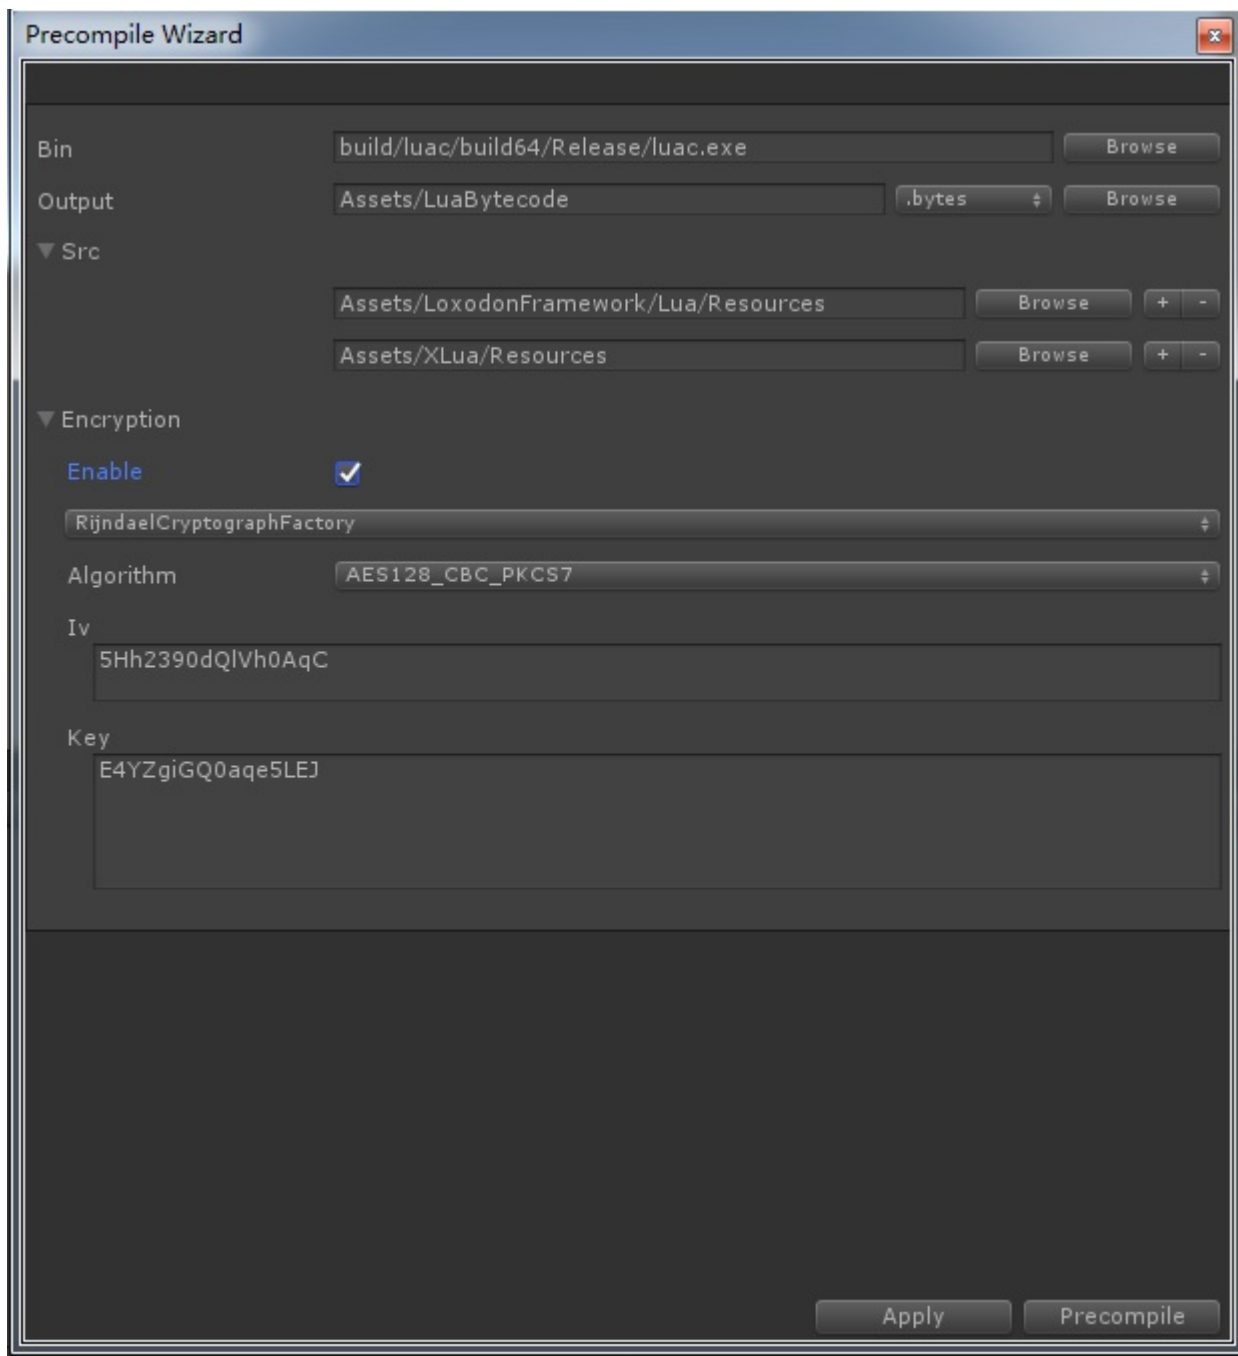 Precompile Wizard
Bin build/luac/build64/Release/luac.exe Browse
Output Assets/LuaBytecode .bytes Browse
Src
Assets/LoxodonFramework/Lua/Resources Browse + -
Assets/XLua/Resources Browse + -
Encryption
Enable
RijndaelCryptographFactory
Algorithm AES128_CBC_PKCS7
Iv
5Hh2390dQlVh0AqC
Key
E4YZgiGQ0aqe5LEJ
Apply Precompile